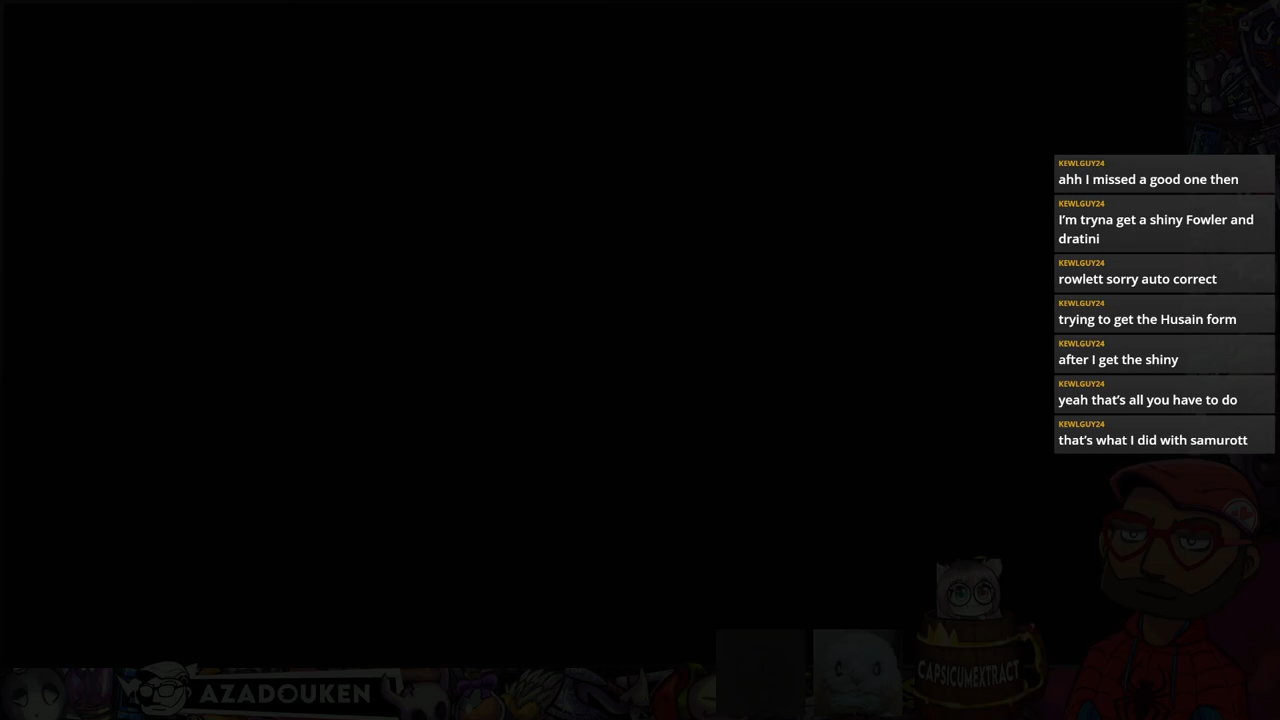 KEWLGUY24
ahh I missed a good one then
KEWLGUY24
I'm tryna get a shiny Fowler and
dratini
KEWLGUY24
rowlett sorry auto correct
KEWLGUY24
trying to get the Husain form
KEWLGUY24
after I get the shiny
KEWLGUY24
yeah that's all you have to do
KEWLGUY24
that's what I did with samurott
CAPSICUMEXTRACT
AZADOUKEN